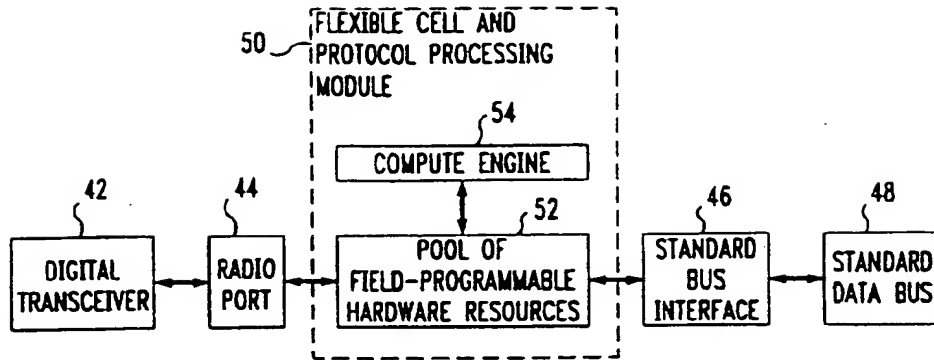 50
FLEXIBLE CELL AND
PROTOCOL PROCESSING
MODULE
54
COMPUTE ENGINE
42
44
52
46
48
DIGITAL
TRANSCEIVER
RADIO
PORT
POOL OF
FIELD-PROGRAMMABLE
HARDWARE RESOURCES
STANDARD
BUS
INTERFACE
STANDARD
DATA BUS